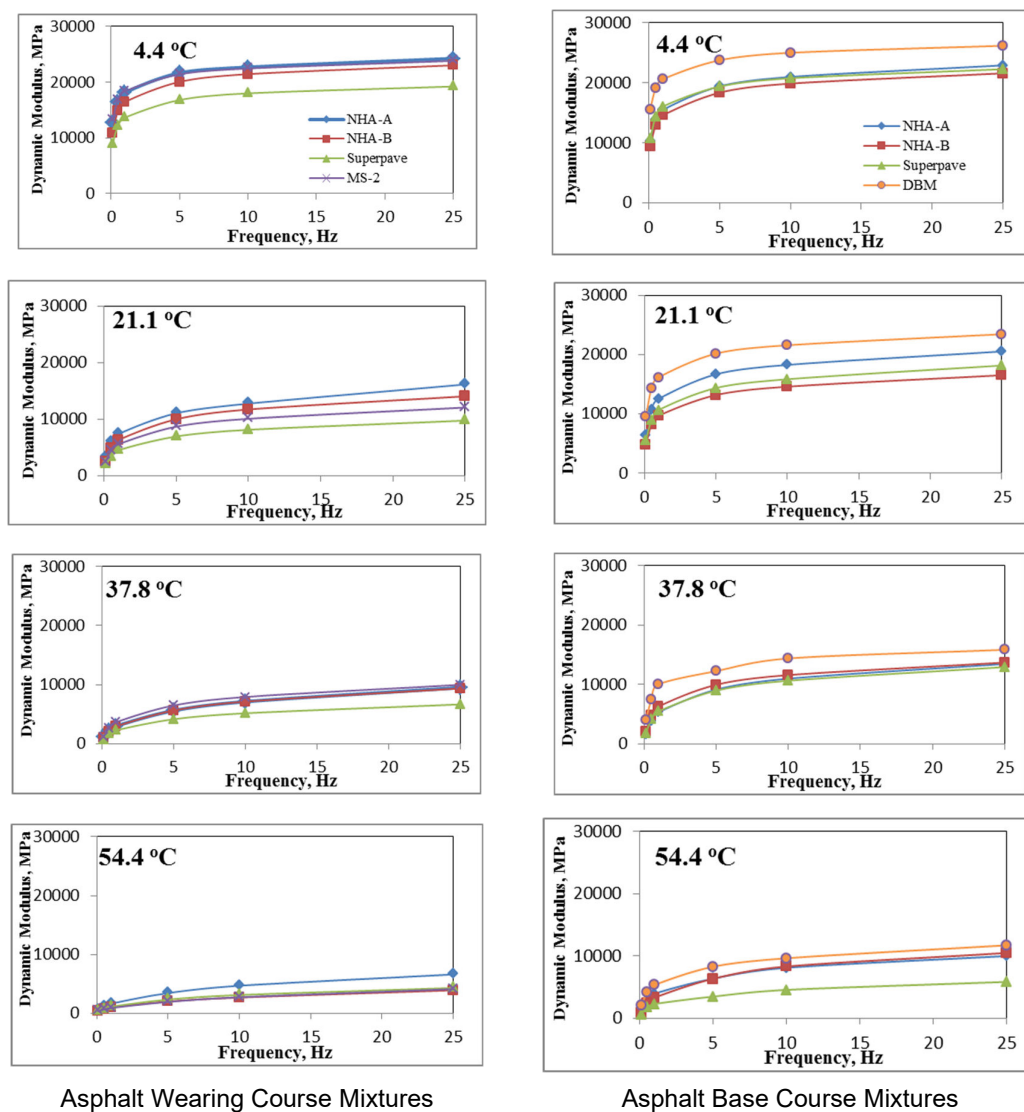 Dynamic Modulus, MPa
30000
20000
10000
0
4.4 ºC
NHA-A
NHA-B
Superpave
MS-2
0 5 10 15 20 25
Frequency, Hz
Dynamic Modulus, MPa
30000
20000
10000
0
4.4 ºC
NHA-A
NHA-B
Superpave
DBM
0 5 10 15 20 25
Frequency, Hz
Dynamic Modulus, MPa
30000
20000
10000
0
21.1 ºC
0 5 10 15 20 25
Frequency, Hz
Dynamic Modulus, MPa
30000
20000
10000
0
21.1 ºC
0 5 10 15 20 25
Frequency, Hz
Dynamic Modulus, MPa
30000
20000
10000
0
37.8 ºC
0 5 10 15 20 25
Frequency, Hz
Dynamic Modulus, MPa
30000
20000
10000
0
37.8 ºC
0 5 10 15 20 25
Frequency, Hz
Dynamic Modulus, MPa
30000
20000
10000
0
54.4 ºC
0 5 10 15 20 25
Frequency, Hz
Dynamic Modulus, MPa
30000
20000
10000
0
54.4 ºC
0 5 10 15 20 25
Frequency, Hz
Asphalt Wearing Course Mixtures
Asphalt Base Course Mixtures